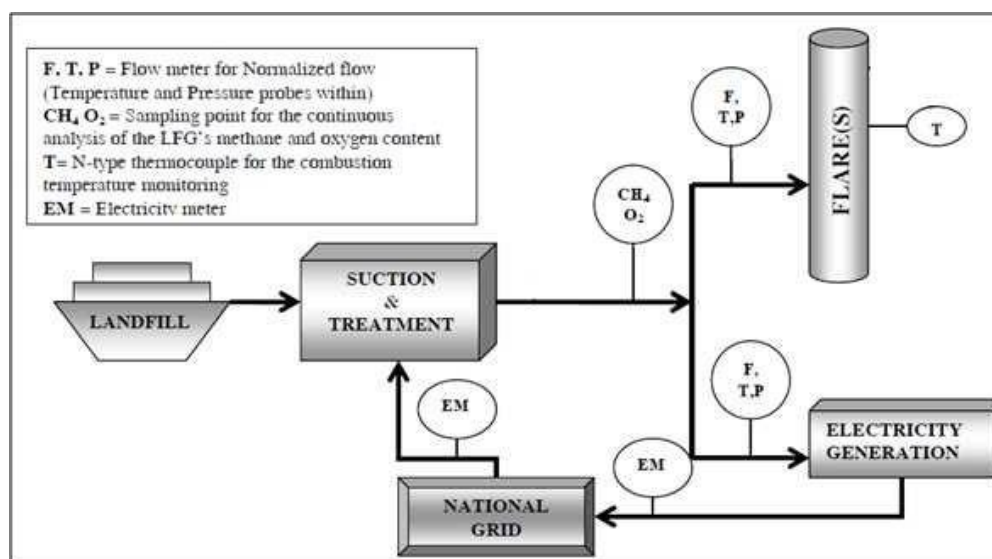 F, T, P = Flow meter for Normalized flow
(Temperature and Pressure probes within)
CH₄ O₂ = Sampling point for the continuous
analysis of the LFG's methane and oxygen content
T= N-type thermocouple for the combustion
temperature monitoring
EM = Electricity meter
F,
T,P
FLARE(S)
T
CH₄
O₂
LANDFILL
SUCTION
&
TREATMENT
F,
T,P
EM
ELECTRICITY
GENERATION
EM
NATIONAL
GRID